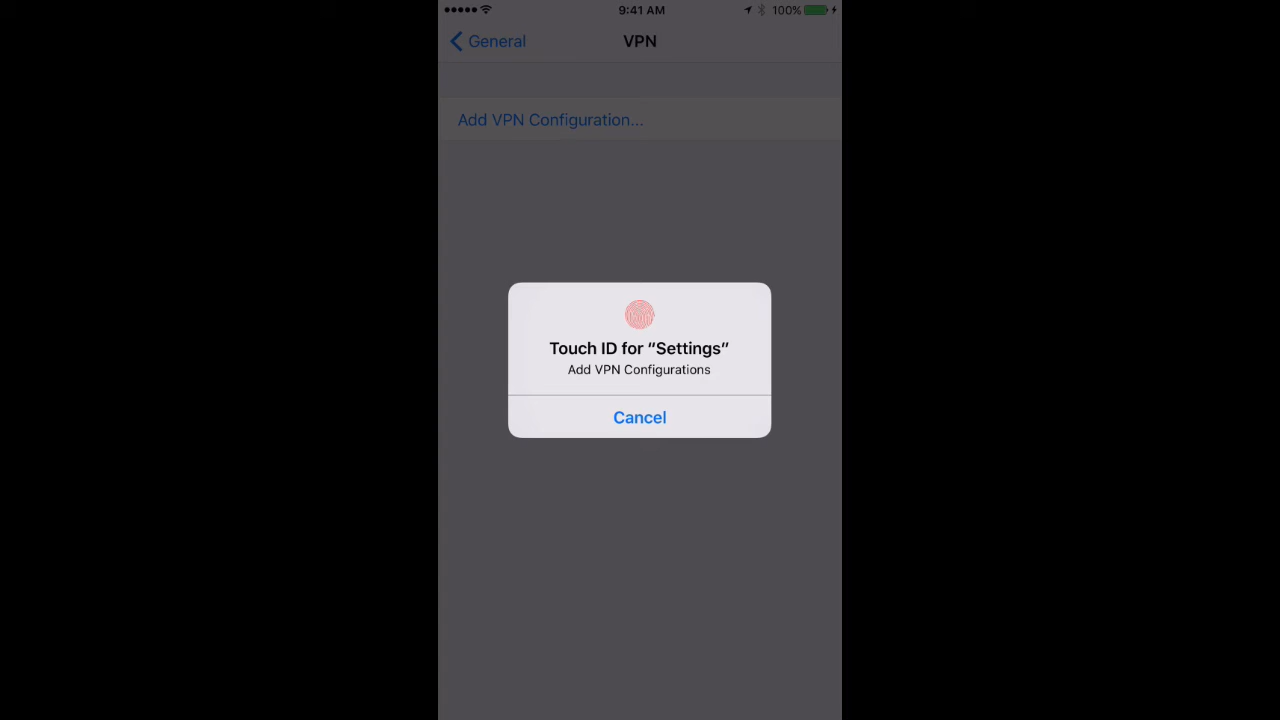 9:41 AM 100%
General VPN
Add VPN Configuration...
Touch ID for “Settings”
Add VPN Configurations
Cancel